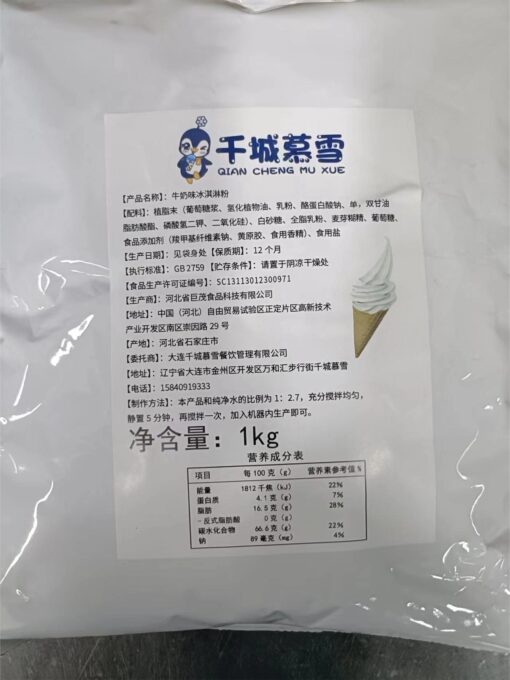 千城慕雪
QIAN CHENG MU XUE
【产品名称】：牛奶味冰淇淋粉
【配料】：植脂末（葡萄糖浆、氢化植物油、乳粉、酪蛋白酸钠、单，双甘油
脂肪酸酯、磷酸氢二钾、二氧化硅）、白砂糖、全脂乳粉、麦芽糊精、葡萄糖、
食品添加剂（羧甲基纤维素钠、黄原胶、食用香精）、食用盐
【生产日期】：见袋身处【保质期】：12个月
【执行标准】：GB2759【贮存条件】：请置于阴凉干燥处
【食品生产许可证编号】：SC13113012300971
【生产商】：河北省巨茂食品科技有限公司
【地址】：中国（河北）自由贸易试验区正定片区高新技术
产业开发区南区崇因路29号
【产地】：河北省石家庄市
【委托商】：大连千城慕雪餐饮管理有限公司
【地址】：辽宁省大连市金州区开发区万和汇步行街千城慕雪
【电话】：15840919333
【制作方法】：本产品和纯净水的比例为1：2.7，充分搅拌均匀，
静置5分钟，再搅拌一次，加入机器内生产即可。
净含量：1kg
营养成分表
项目 每100克（g） 营养素参考值%
能量 1812千焦（kJ） 22%
蛋白质 4.1克（g） 7%
脂肪 16.5克（g） 28%
-反式脂肪酸 0克（g）
碳水化合物 66.6克（g） 22%
钠 89毫克（mg） 4%